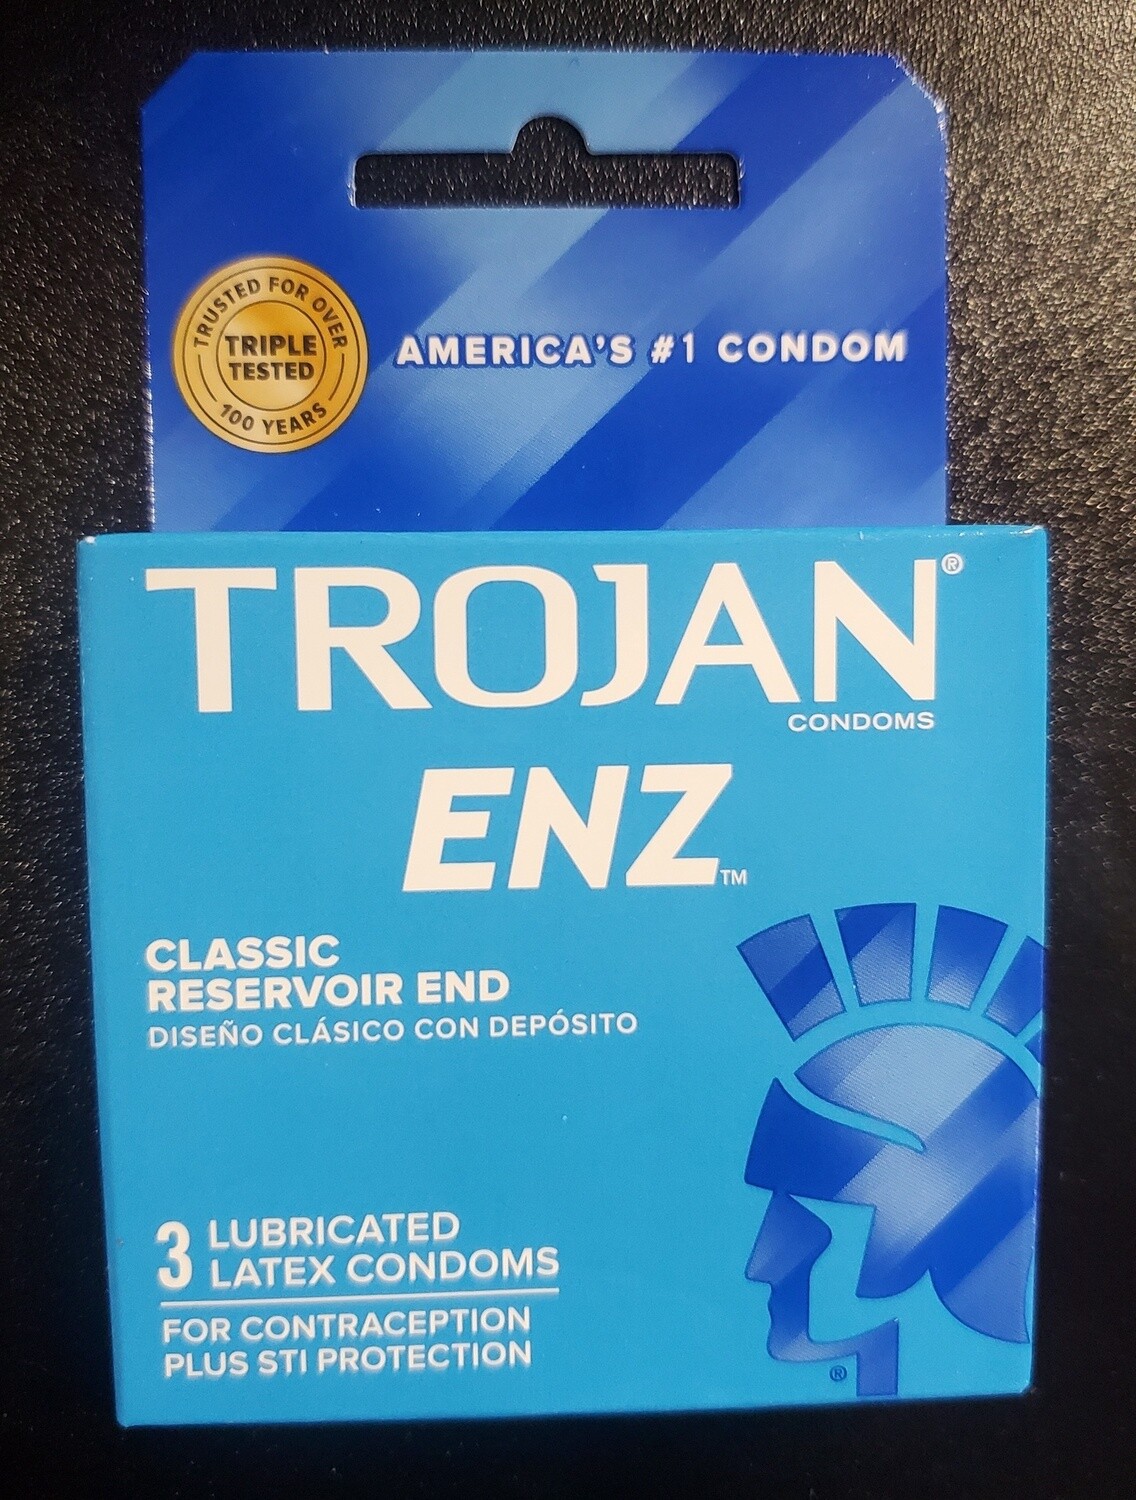 TRUSTED FOR OVER
TRIPLE
TESTED
100 YEARS
AMERICA'S #1 CONDOM
TROJAN®
CONDOMS
ENZ™
CLASSIC
RESERVOIR END
DISEÑO CLÁSICO CON DEPÓSITO
3 LUBRICATED
LATEX CONDOMS
FOR CONTRACEPTION
PLUS STI PROTECTION
®